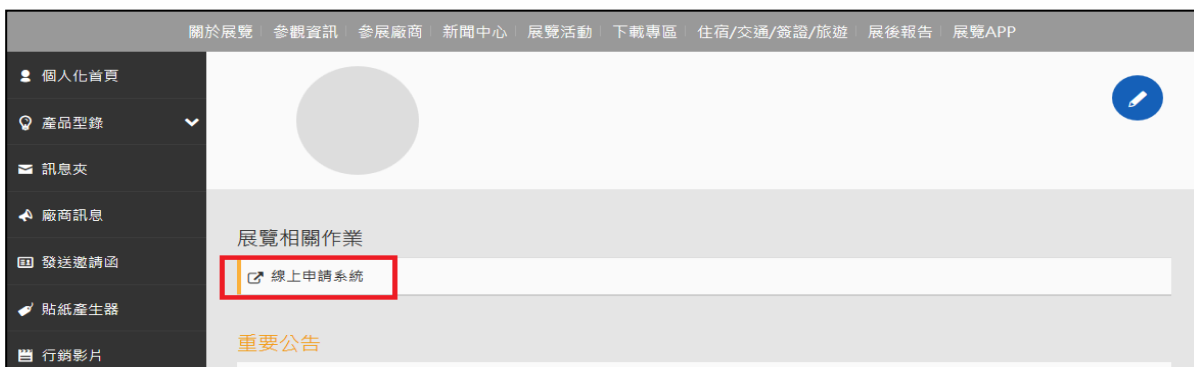 關於展覽 參觀資訊 參展廠商 新聞中心 展覽活動 下載專區 住宿/交通/簽證/旅遊 展後報告 展覽APP
個人化首頁
產品型錄
訊息夾
廠商訊息
發送邀請函
貼紙產生器
行銷影片
展覽相關作業
線上申請系統
重要公告